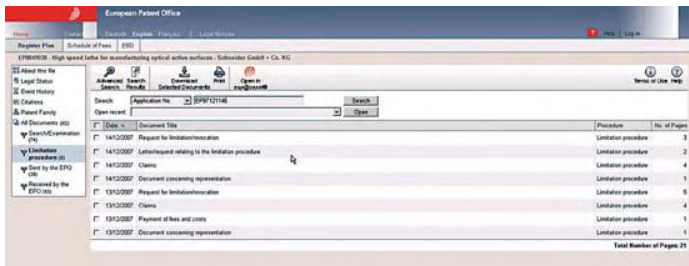 European Patent Office
Home Contact Deutsch English Français Legal Notices Help Log in
Register Plus Schedule of Fees EBD
High speed lathe for manufacturing optical active surfaces - Schneider GmbH + Co. KG
About this file
Legal Status
Event History
Citations
Patent Family
All Documents
Search/Examination (74)
Limitation procedure (8)
Sent by the EPO
Received by the EPO
Advanced Search
Search Results
Download Selected Documents
Print
Open in
Terms of Use Help
Search: Application No. EP97121146 Search
Open recent: Open
Date Document Title Procedure No. of Pages
14/12/2007 Request for limitation/revocation Limitation procedure 3
14/12/2007 Letter/request relating to the limitation procedure Limitation procedure 2
14/12/2007 Claims Limitation procedure 4
14/12/2007 Document concerning representation Limitation procedure 1
13/12/2007 Request for limitation/revocation Limitation procedure 5
13/12/2007 Claims Limitation procedure 4
13/12/2007 Payment of fees and costs Limitation procedure 1
13/12/2007 Document concerning representation Limitation procedure 1
Total Number of Pages: 21